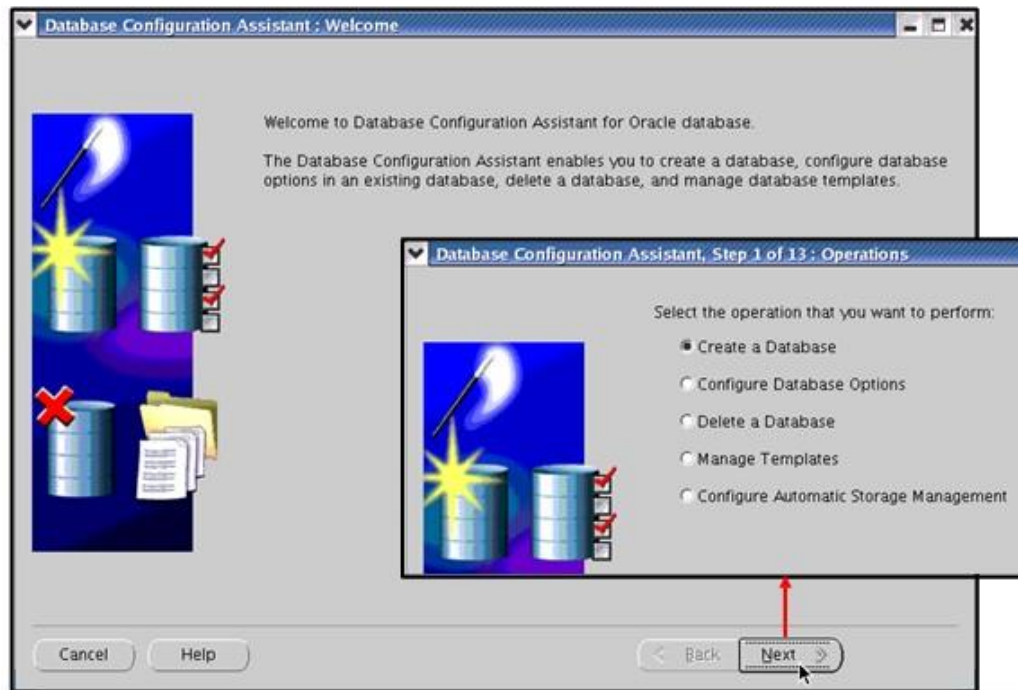 Database Configuration Assistant : Welcome
Welcome to Database Configuration Assistant for Oracle database.
The Database Configuration Assistant enables you to create a database, configure database
options in an existing database, delete a database, and manage database templates.
Database Configuration Assistant, Step 1 of 13 : Operations
Select the operation that you want to perform:
Create a Database
Configure Database Options
Delete a Database
Manage Templates
Configure Automatic Storage Management
Cancel
Help
Back
Next